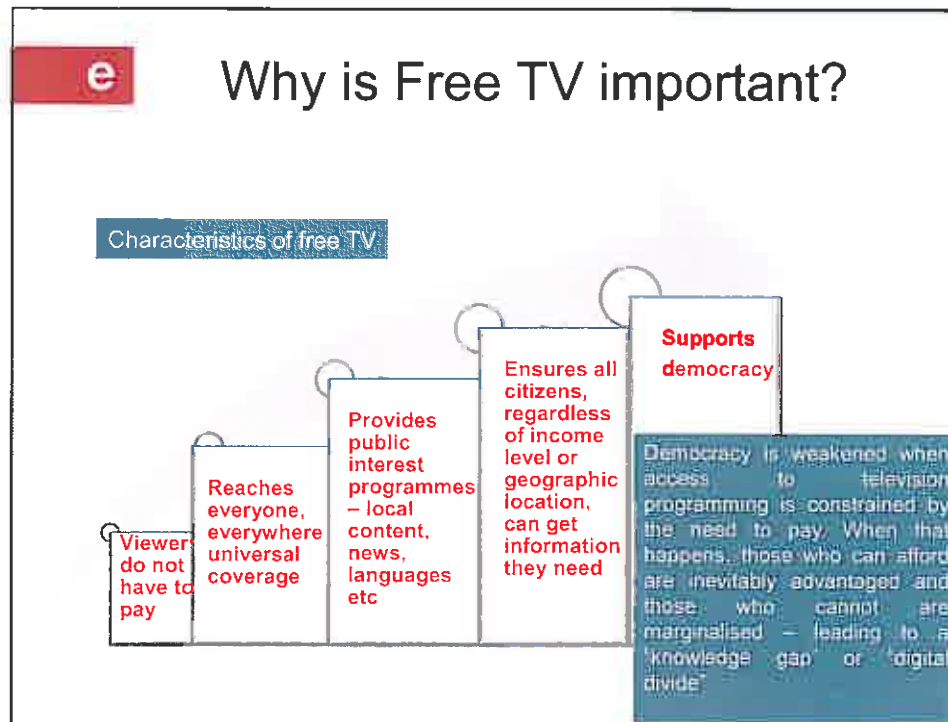 e
Why is Free TV important?
Characteristics of free TV
Viewers
do not
have to
pay
Reaches
everyone,
everywhere
universal
coverage
Provides
public
interest
programmes
– local
content,
news,
languages
etc
Ensures all
citizens,
regardless
of income
level or
geographic
location,
can get
information
they need
Supports
democracy
Democracy is weakened when
access to television
programming is constrained by
the need to pay. When that
happens, those who can afford
are inevitably advantaged and
those who cannot are
marginalised – leading to a
"knowledge gap" or "digital
divide"